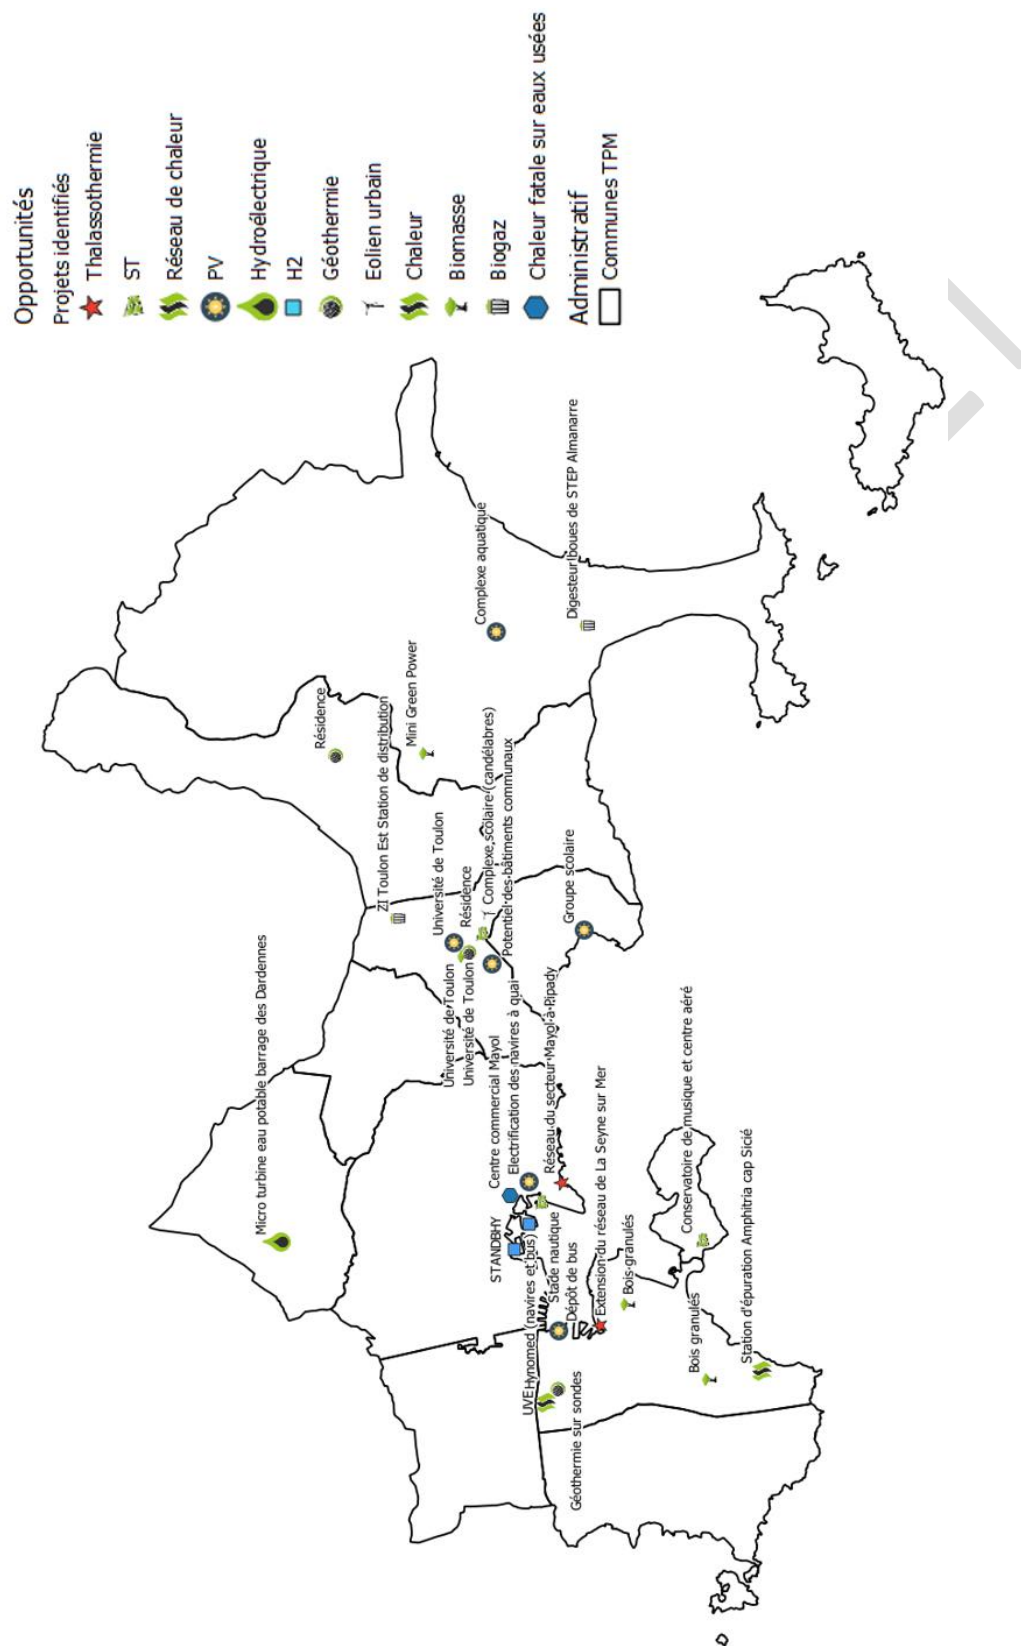 Opportunités
Projets identifiés
Thalassothermie
ST
Réseau de chaleur
PV
Hydroélectrique
H2
Géothermie
Eolien urbain
Chaleur
Biomasse
Biogaz
Chaleur fatale sur eaux usées
Administratif
Communes TPM
Micro turbine eau potable barrage des Dardennes
Résidence
ZI Toulon Est Station de distribution
Mini Green Power
Université de Toulon
Université de Toulon
Résidence
Université de Toulon
Complexe aquatique
Complexe scolaire (candélabres)
Potentiel des bâtiments communaux
Centre commercial Mayol
STANDBHY
Electrification des navires à quai
UVE
Hynomed (navires et bus)
Réseau du secteur Mayol à Pipady
Stade nautique
Groupe scolaire
Dépôt de bus
Digesteur boues de STEP Almanarre
Géothermie sur sondes
Extension du réseau de La Seyne sur Mer
Bois-granulés
Conservatoire de musique et centre aéré
Bois granulés
Station d'épuration Amphitria cap Sicié